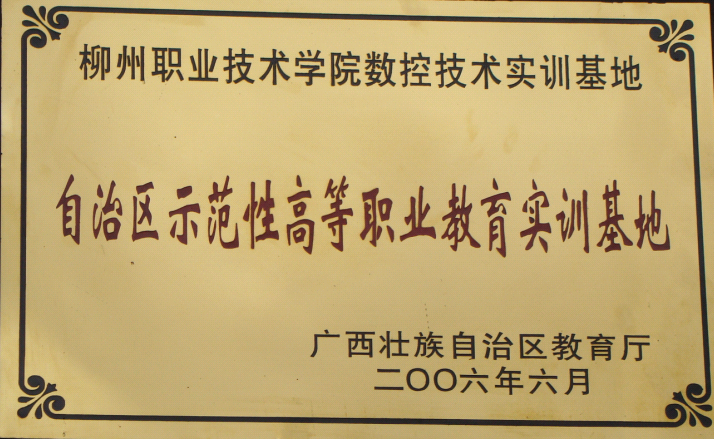 柳州职业技术学院数控技术实训基地
自治区示范性高等职业教育实训基地
广西壮族自治区教育厅
二〇〇六年六月